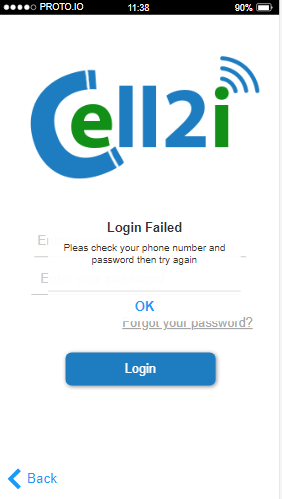 PROTO.IO 11:38 90%
Cell2i
Login Failed
Pleas check your phone number and
password then try again
OK
Forgot your password?
Login
Back